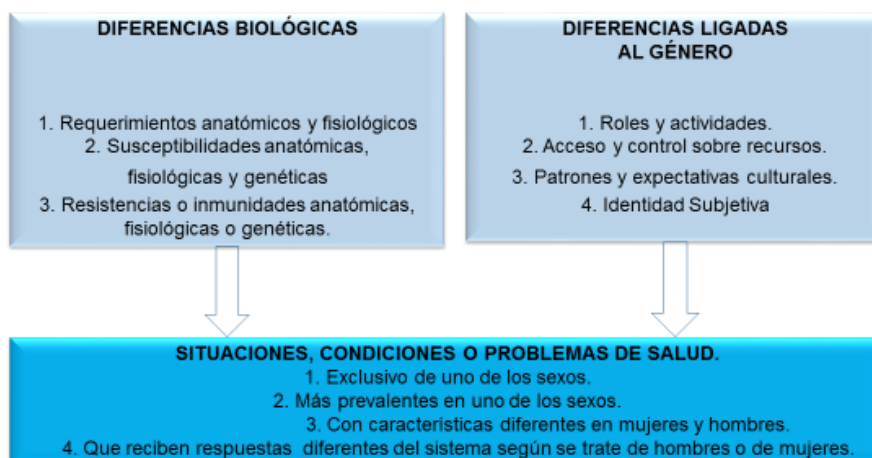 DIFERENCIAS BIOLÓGICAS
1. Requerimientos anatómicos y fisiológicos
2. Susceptibilidades anatómicas,
fisiológicas y genéticas
3. Resistencias o inmunidades anatómicas,
fisiológicas o genéticas.
DIFERENCIAS LIGADAS
AL GÉNERO
1. Roles y actividades.
2. Acceso y control sobre recursos.
3. Patrones y expectativas culturales.
4. Identidad Subjetiva
SITUACIONES, CONDICIONES O PROBLEMAS DE SALUD.
1. Exclusivo de uno de los sexos.
2. Más prevalentes en uno de los sexos.
3. Con características diferentes en mujeres y hombres.
4. Que reciben respuestas diferentes del sistema según se trate de hombres o de mujeres.